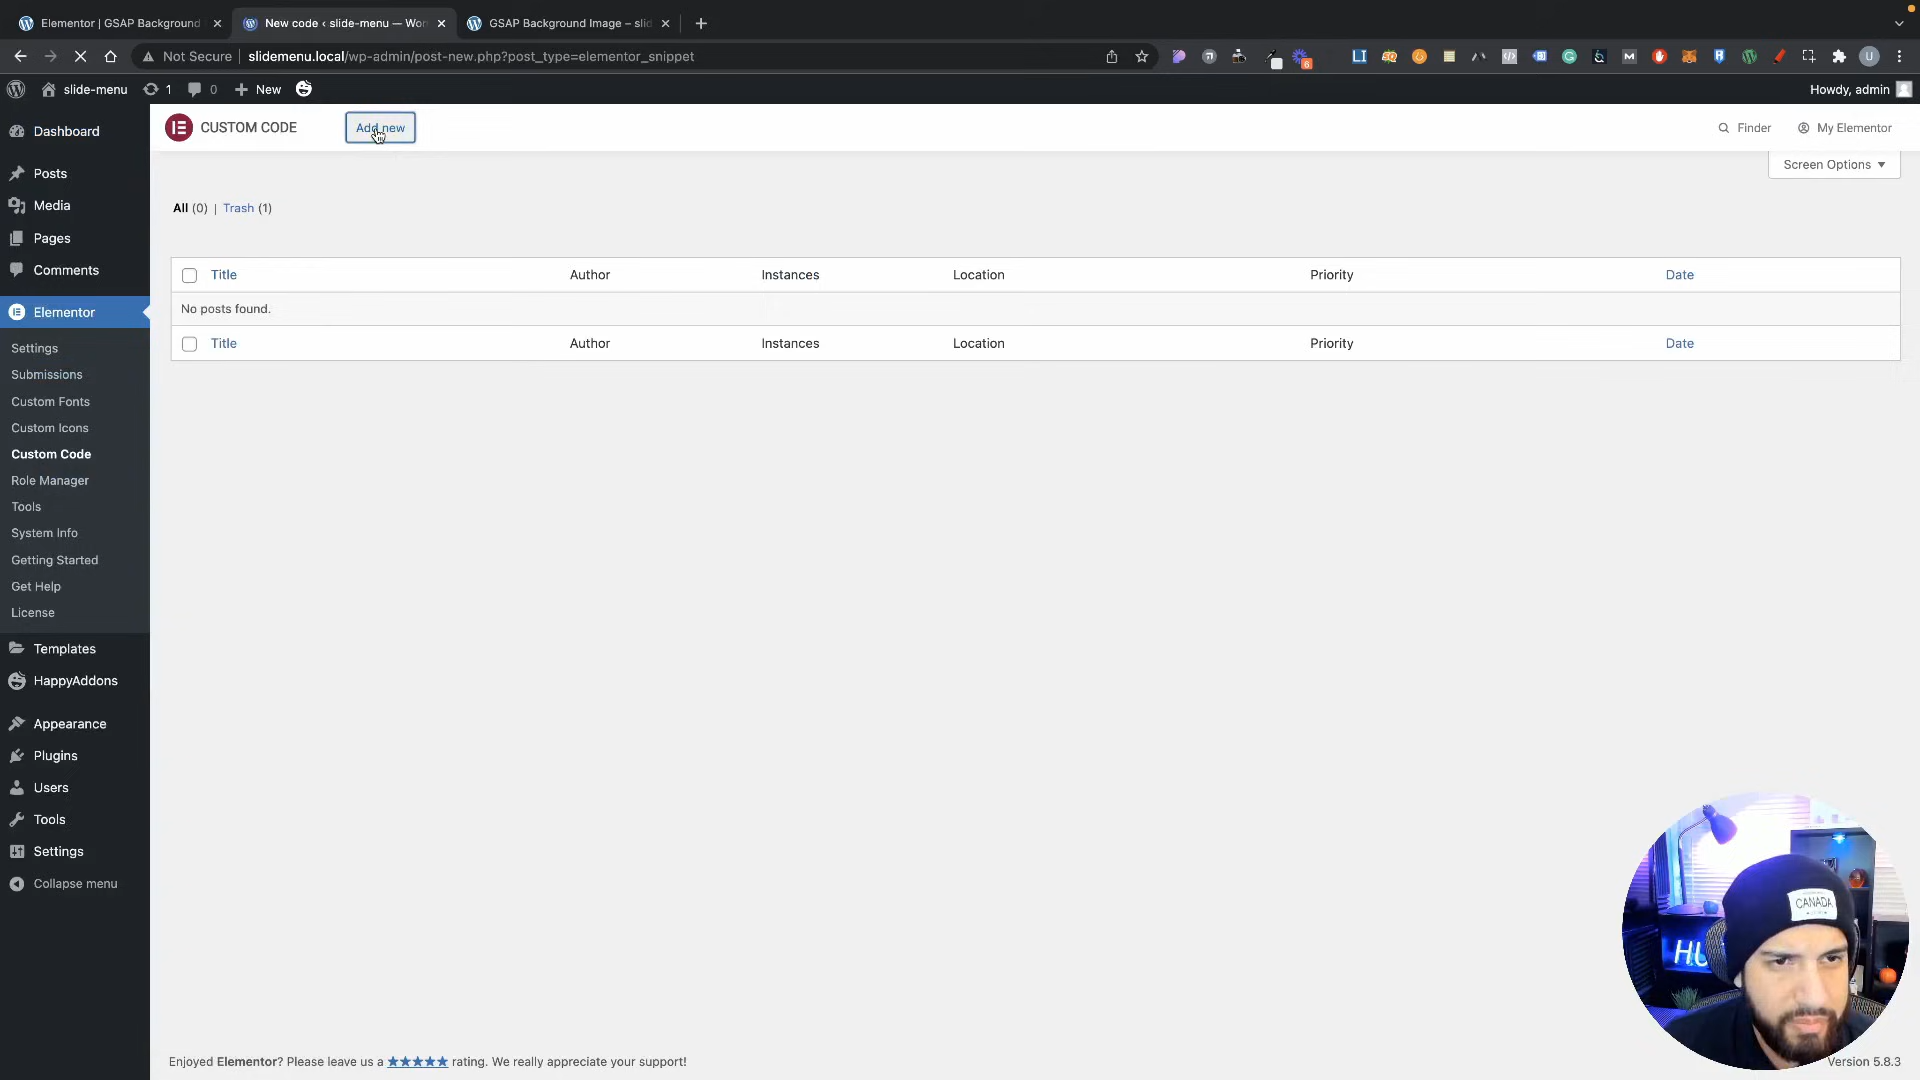 Elementor | GSAP Background
New code ‹ slide-menu — Wor
GSAP Background Image – slid
Not Secure
slidemenu.local/wp-admin/post-new.php?post_type=elementor_snippet
6
U
slide-menu
1
0
New
Howdy, admin
Dashboard
Posts
Media
Pages
Comments
Elementor
Settings
Submissions
Custom Fonts
Custom Icons
Custom Code
Role Manager
Tools
System Info
Getting Started
Get Help
License
Templates
HappyAddons
Appearance
Plugins
Users
Tools
Settings
Collapse menu
CUSTOM CODE
Add new
Finder
My Elementor
Screen Options
All (0) | Trash (1)
Title Author Instances Location Priority Date
No posts found.
Title Author Instances Location Priority Date
CANADA
HU
Enjoyed Elementor? Please leave us a ★★★★★ rating. We really appreciate your support!
Version 5.8.3